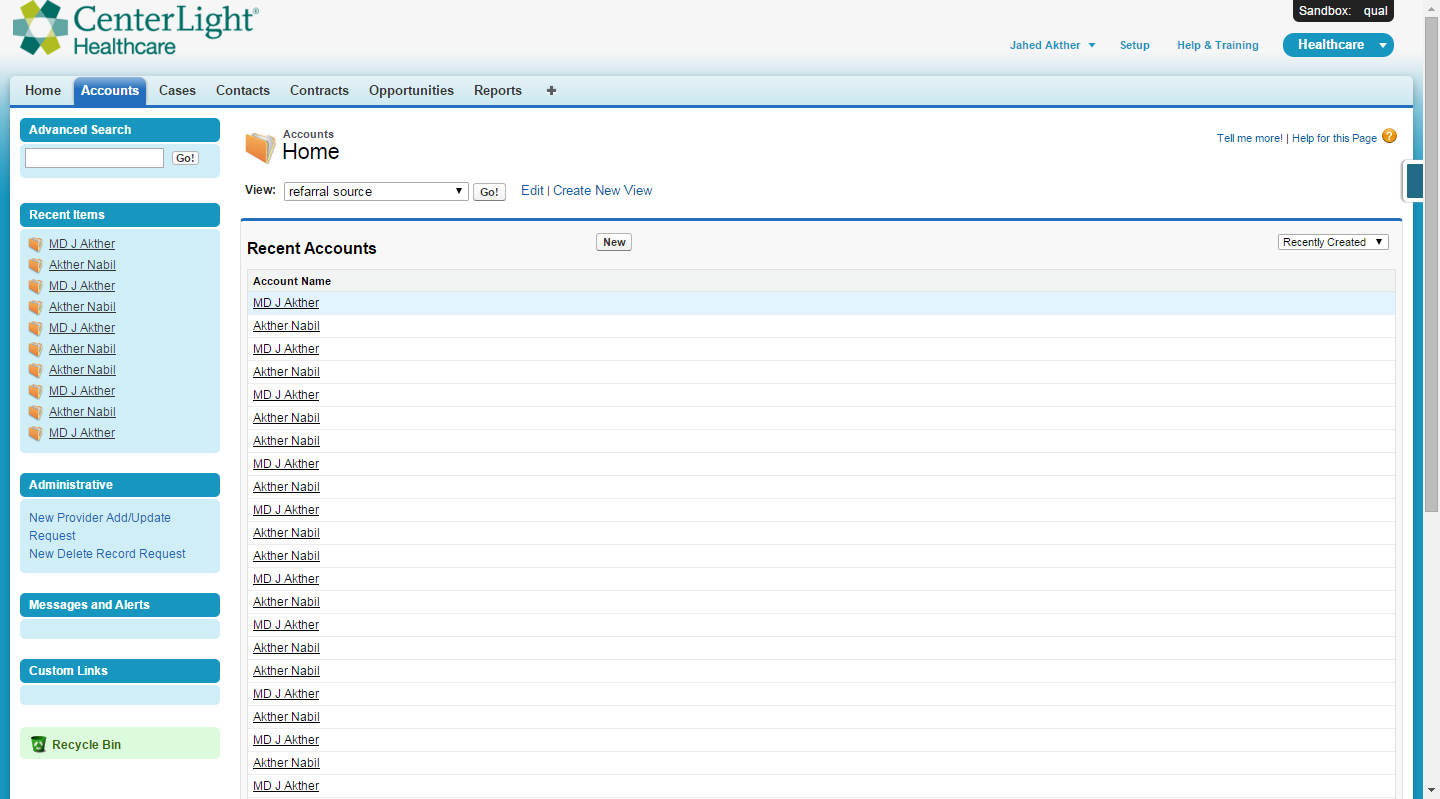 CenterLight®
Healthcare
Sandbox: qual
Jahed Akther Setup Help & Training Healthcare
Home Accounts Cases Contacts Contracts Opportunities Reports +
Advanced Search
Go!
Recent Items
MD J Akther
Akther Nabil
MD J Akther
Akther Nabil
MD J Akther
Akther Nabil
Akther Nabil
MD J Akther
Akther Nabil
MD J Akther
Administrative
New Provider Add/Update
Request
New Delete Record Request
Messages and Alerts
Custom Links
Recycle Bin
Accounts
Home
Tell me more! | Help for this Page ?
View: refarral source Go! Edit | Create New View
Recent Accounts New Recently Created
Account Name
MD J Akther
Akther Nabil
MD J Akther
Akther Nabil
MD J Akther
Akther Nabil
Akther Nabil
MD J Akther
Akther Nabil
MD J Akther
Akther Nabil
Akther Nabil
MD J Akther
Akther Nabil
MD J Akther
Akther Nabil
Akther Nabil
MD J Akther
Akther Nabil
MD J Akther
Akther Nabil
MD J Akther